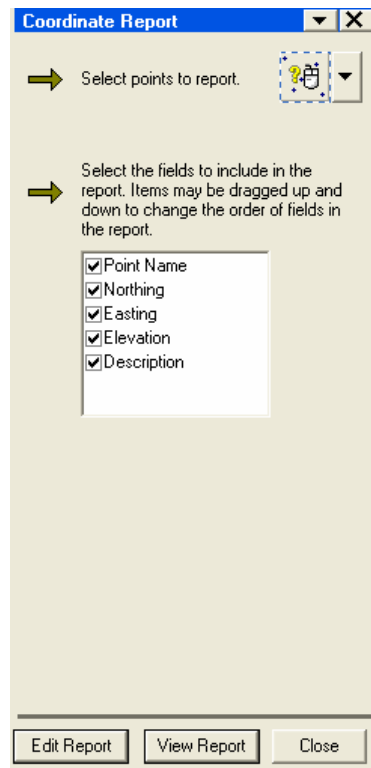 Coordinate Report
Select points to report.
Select the fields to include in the
report. Items may be dragged up and
down to change the order of fields in
the report.
Point Name
Northing
Easting
Elevation
Description
Edit Report View Report Close